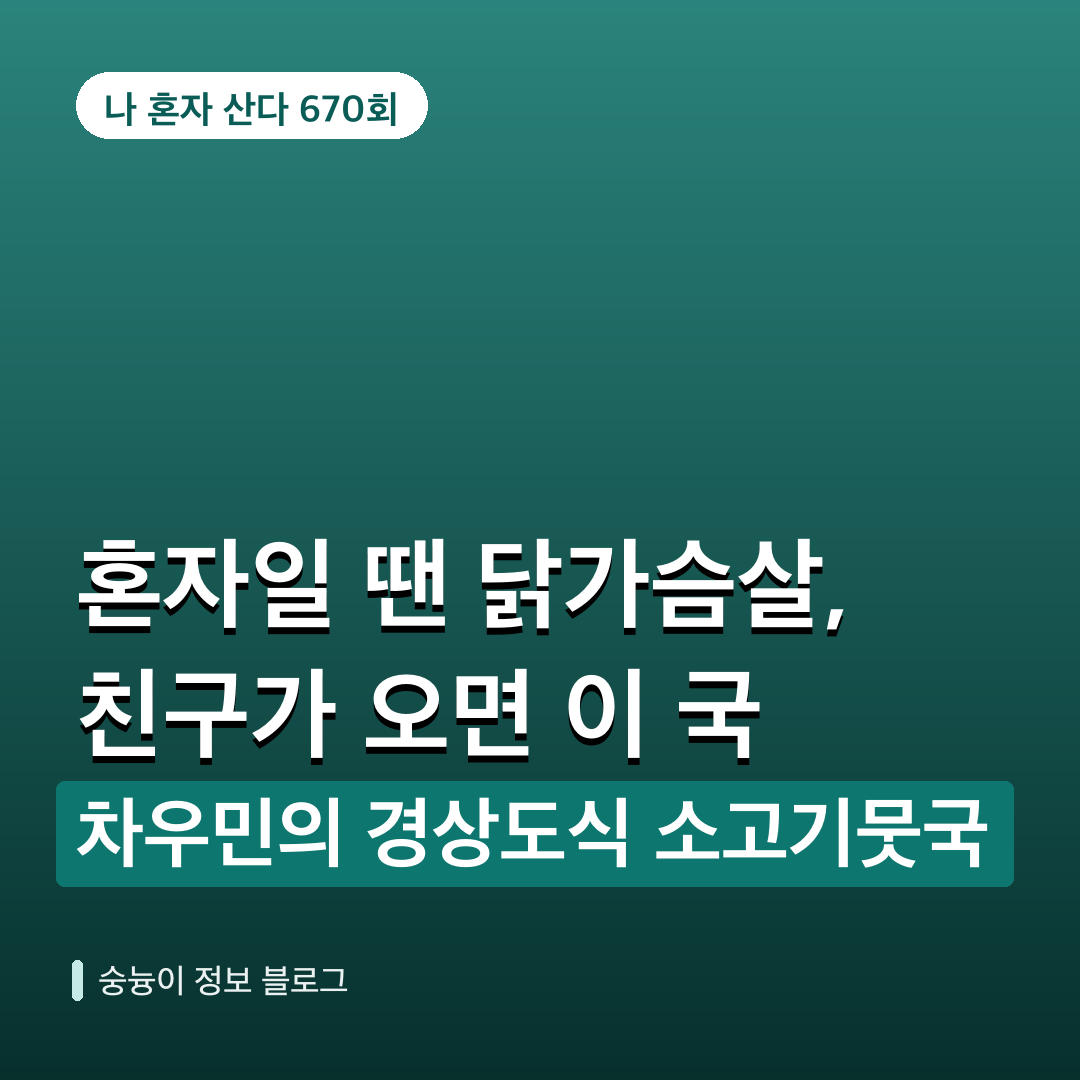 나 혼자 산다 670회
혼자일 땐 닭가슴살,
친구가 오면 이 국
차우민의 경상도식 소고기뭇국
숭늉이 정보 블로그